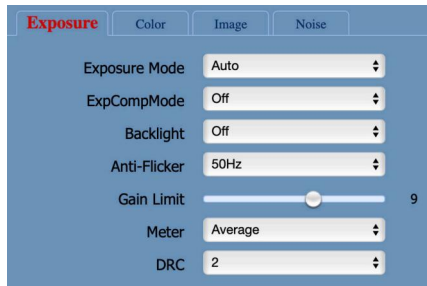 Exposure Color Image Noise
Exposure Mode Auto
ExpCompMode Off
Backlight Off
Anti-Flicker 50Hz
Gain Limit 9
Meter Average
DRC 2